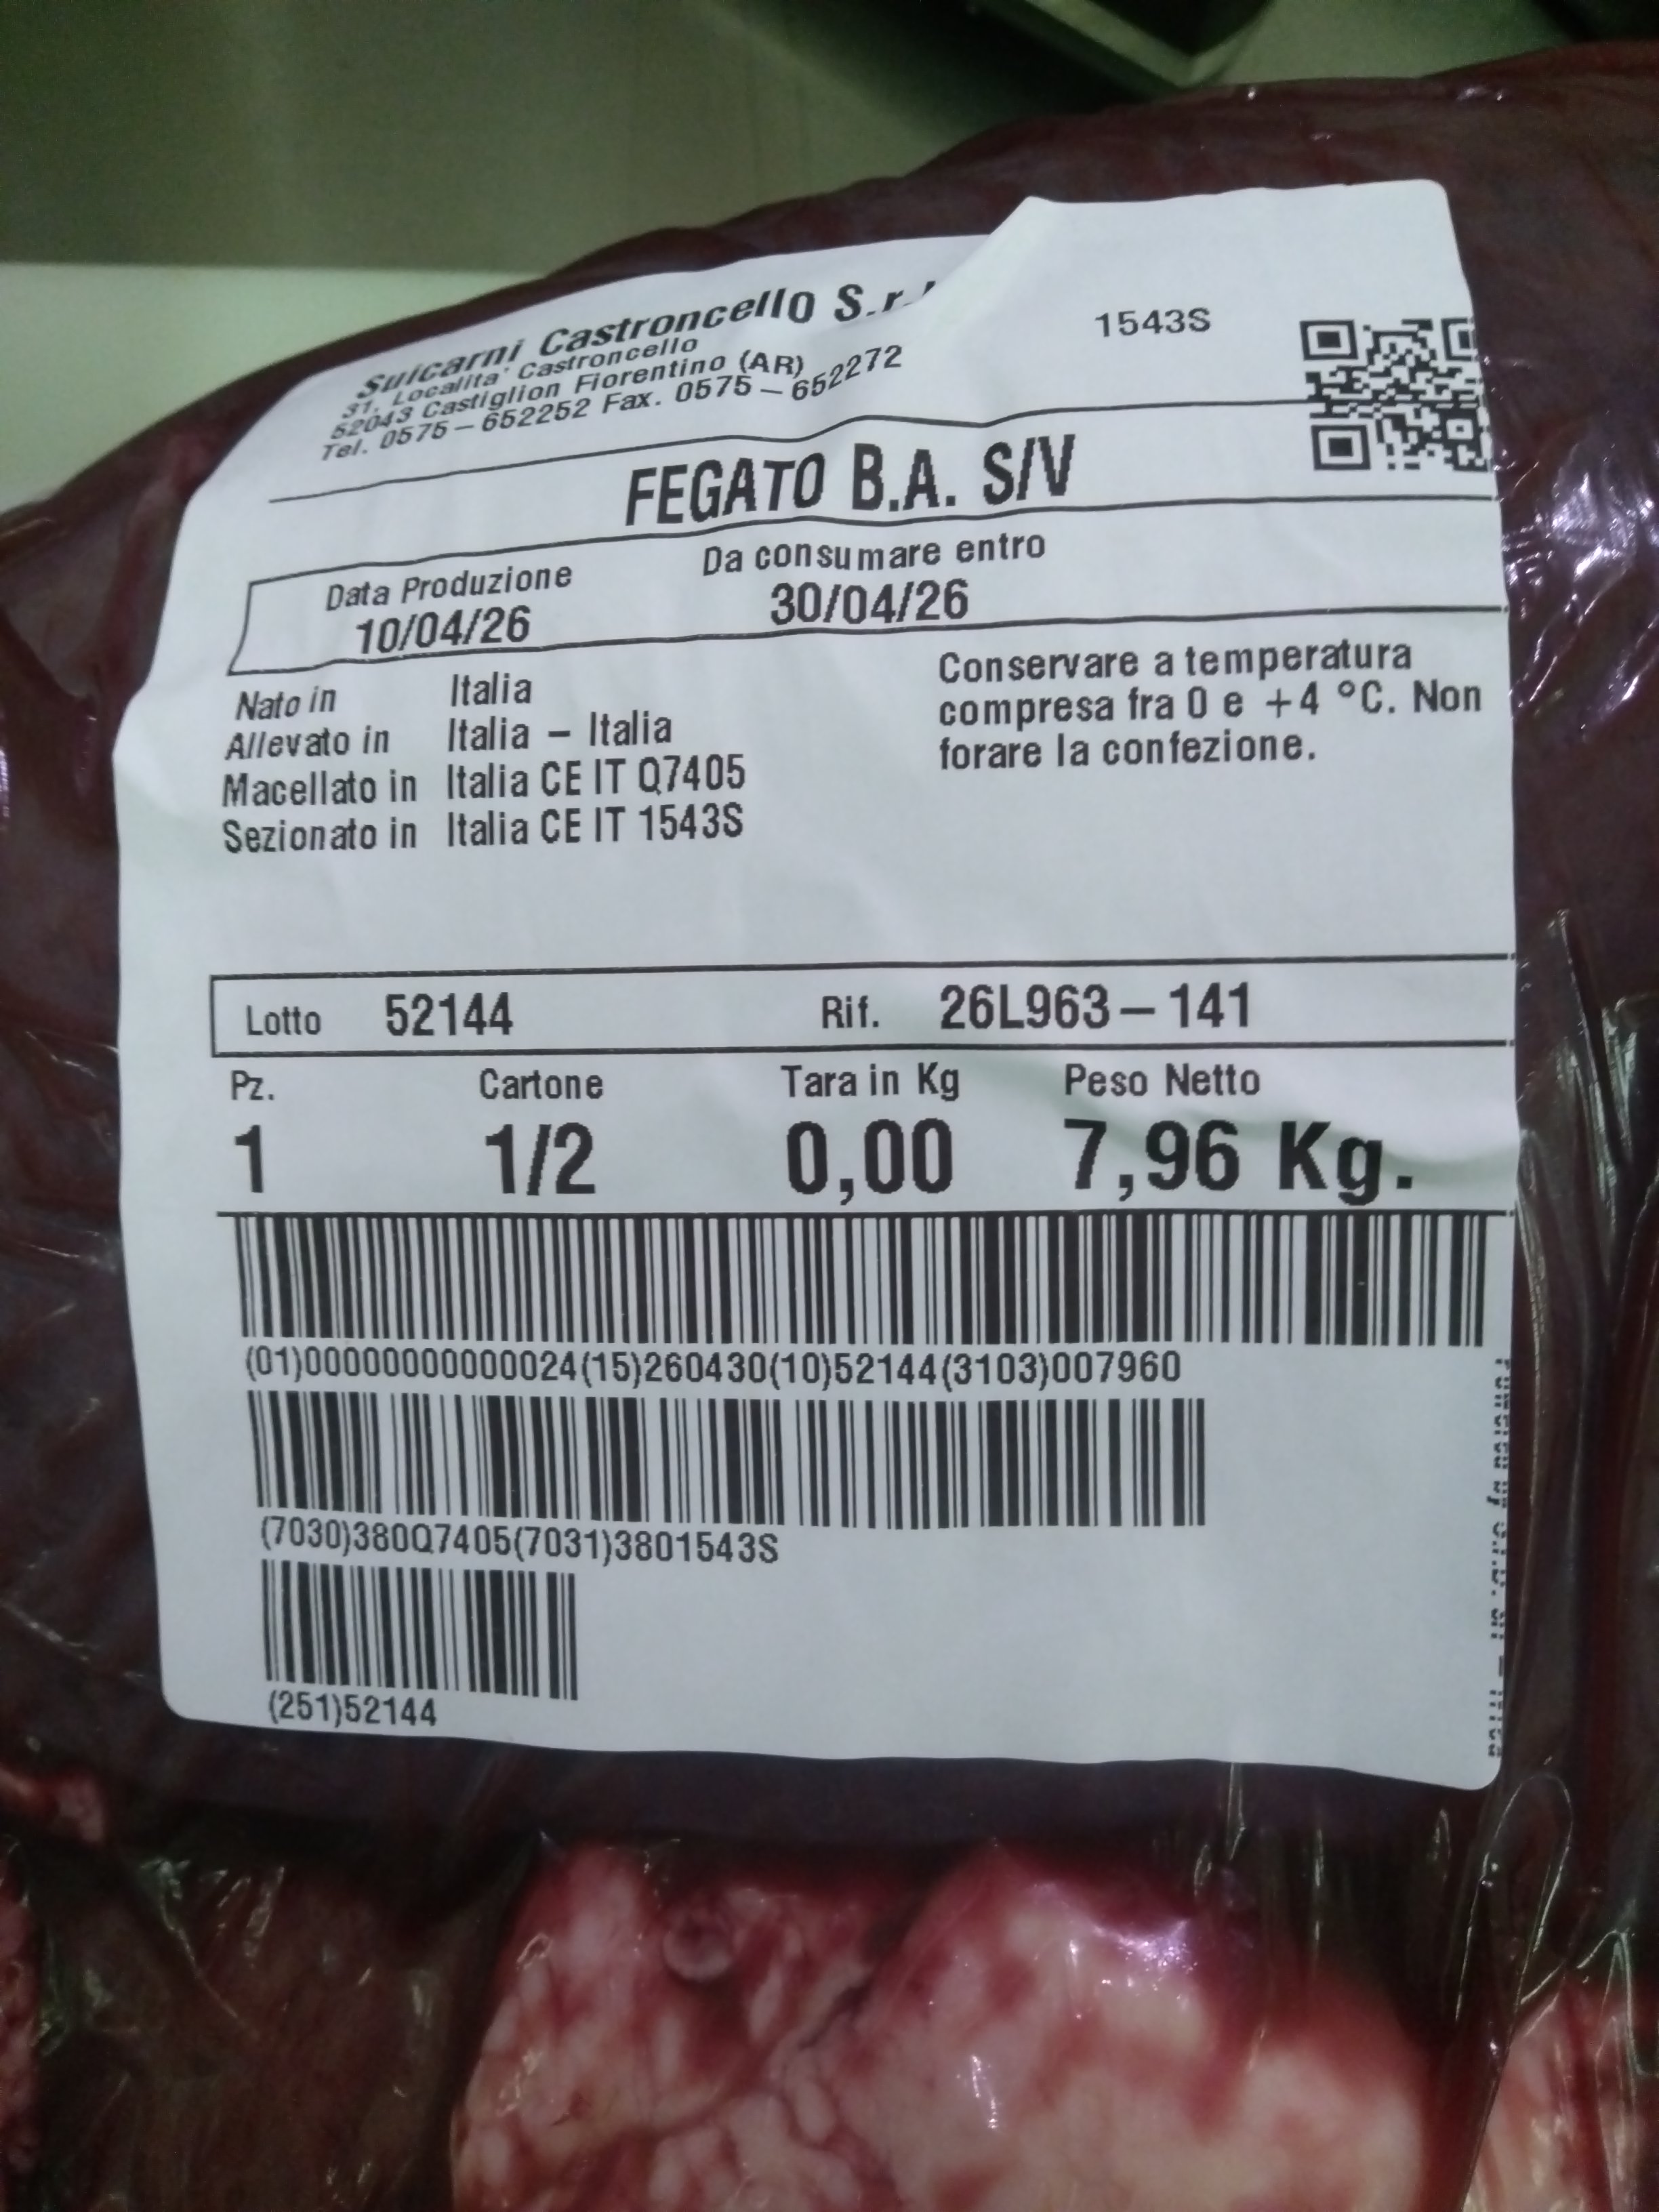 Suicarni Castroncello S.r.l
31, Localita' Castroncello
52043 Castiglion Fiorentino (AR)
Tel. 0575-652252 Fax. 0575-652272
1543S
FEGATO B.A. S/V
Data Produzione Da consumare entro
10/04/26 30/04/26
Nato in Italia
Allevato in Italia - Italia
Macellato in Italia CE IT Q7405
Sezionato in Italia CE IT 1543S
Conservare a temperatura
compresa fra 0 e +4 °C. Non
forare la confezione.
Lotto 52144 Rif. 26L963-141
Pz. Cartone Tara in Kg Peso Netto
1 1/2 0,00 7,96 Kg.
(01)00000000000024(15)260430(10)52144(3103)007960
(7030)380Q7405(7031)3801543S
(251)52144